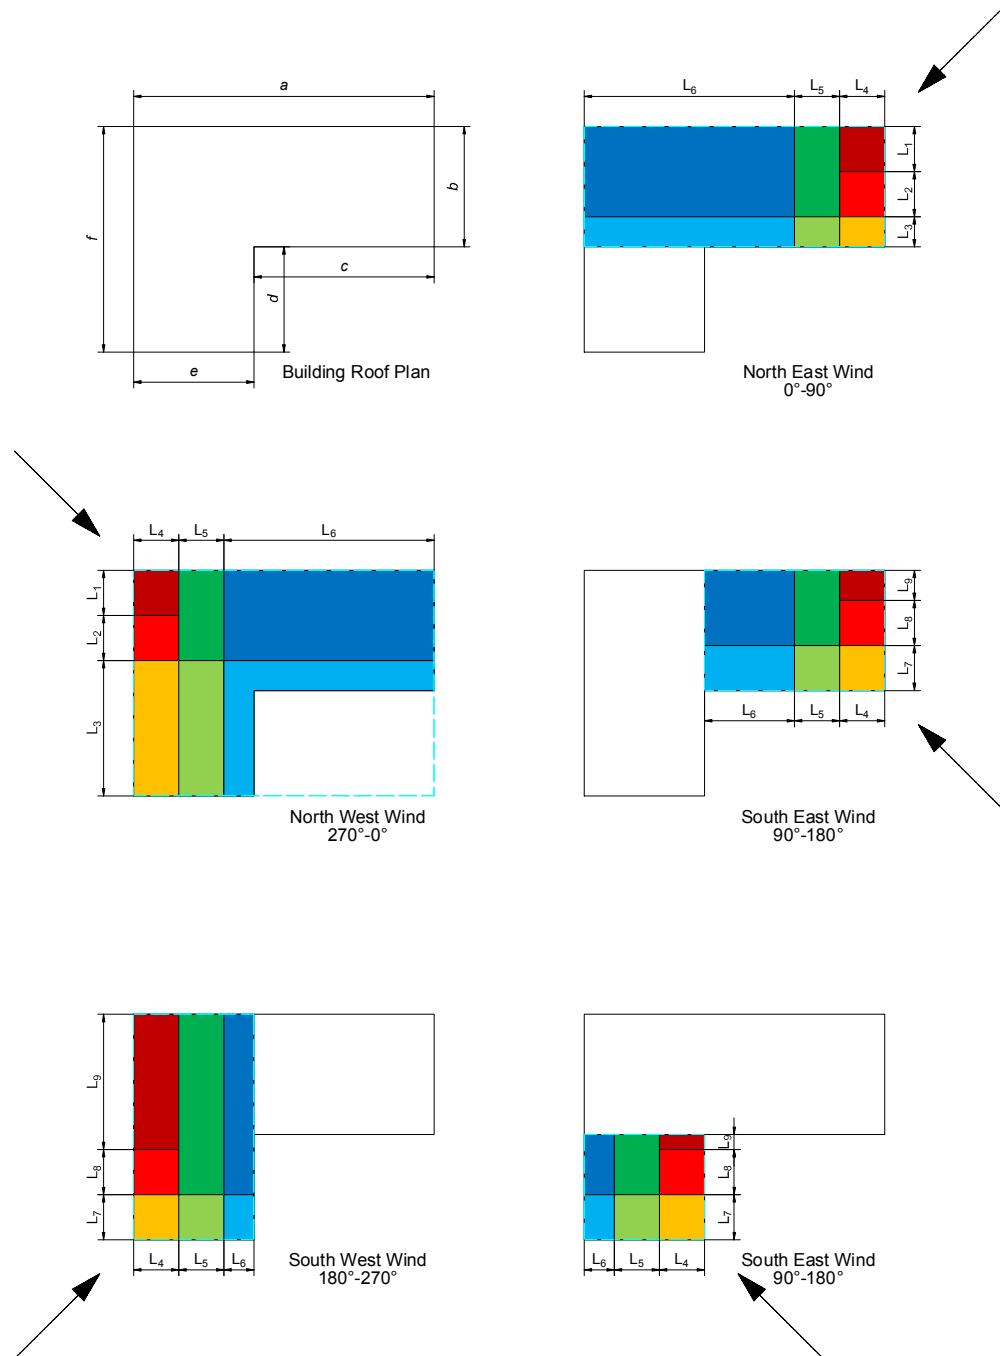 a
b
f
c
d
e
Building Roof Plan
L6
L5
L4
L1
L2
L3
North East Wind
0°-90°
L4
L5
L6
L1
L2
L3
North West Wind
270°-0°
L9
L8
L7
L6
L5
L4
South East Wind
90°-180°
L9
L8
L7
L4
L5
L6
South West Wind
180°-270°
L9
L8
L7
L6
L5
L4
South East Wind
90°-180°